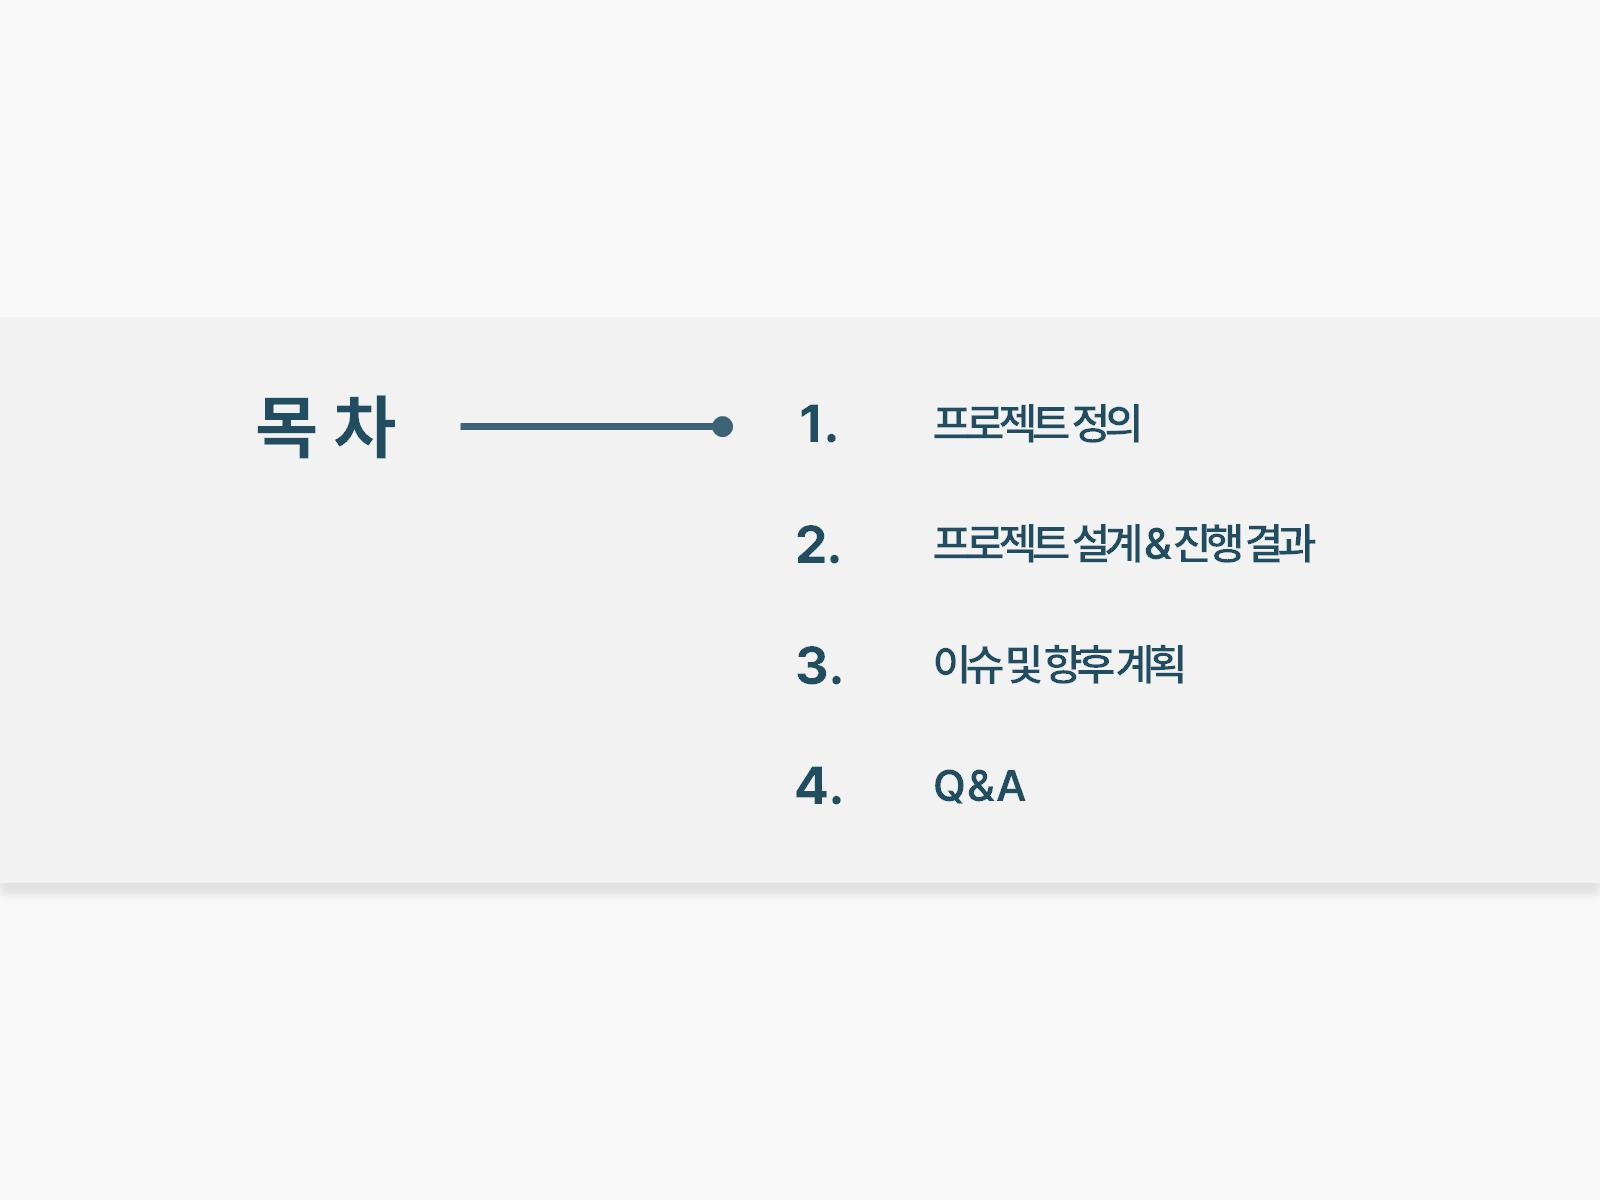 목 차
1. 프로젝트 정의
2. 프로젝트 설계 & 진행 결과
3. 이슈 및 향후 계획
4. Q&A